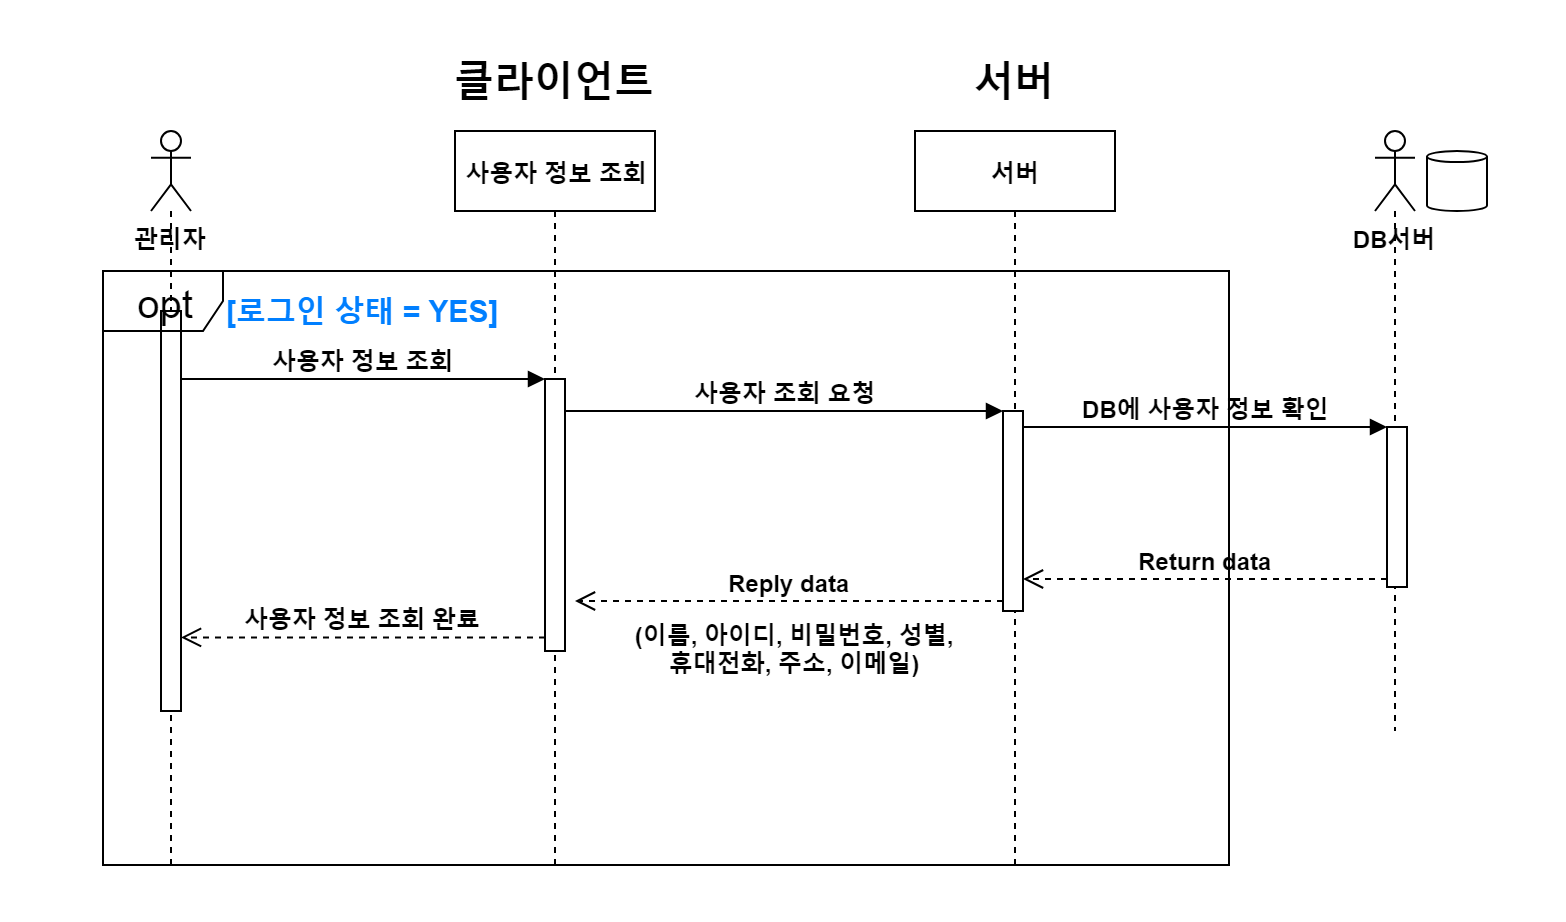 클라이언트
서버
사용자 정보 조회
서버
관리자
DB서버
opt
[로그인 상태 = YES]
사용자 정보 조회
사용자 조회 요청
DB에 사용자 정보 확인
Return data
Reply data
사용자 정보 조회 완료
(이름, 아이디, 비밀번호, 성별,
휴대전화, 주소, 이메일)